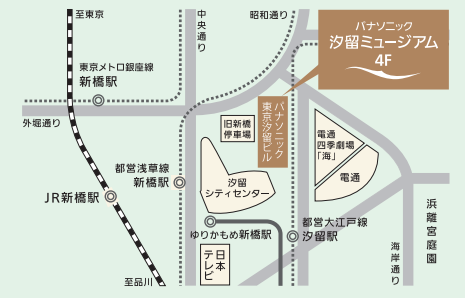 至東京
中央通り
昭和通り
パナソニック
汐留ミュージアム
4F
東京メトロ銀座線
新橋駅
外堀通り
旧新橋
停車場
パナソニック
東京汐留ビル
電通
四季劇場
「海」
電通
都営浅草線
新橋駅
汐留
シティセンター
JR新橋駅
ゆりかもめ新橋駅
都営大江戸線
汐留駅
日本
テレビ
浜離宮庭園
海岸通り
至品川